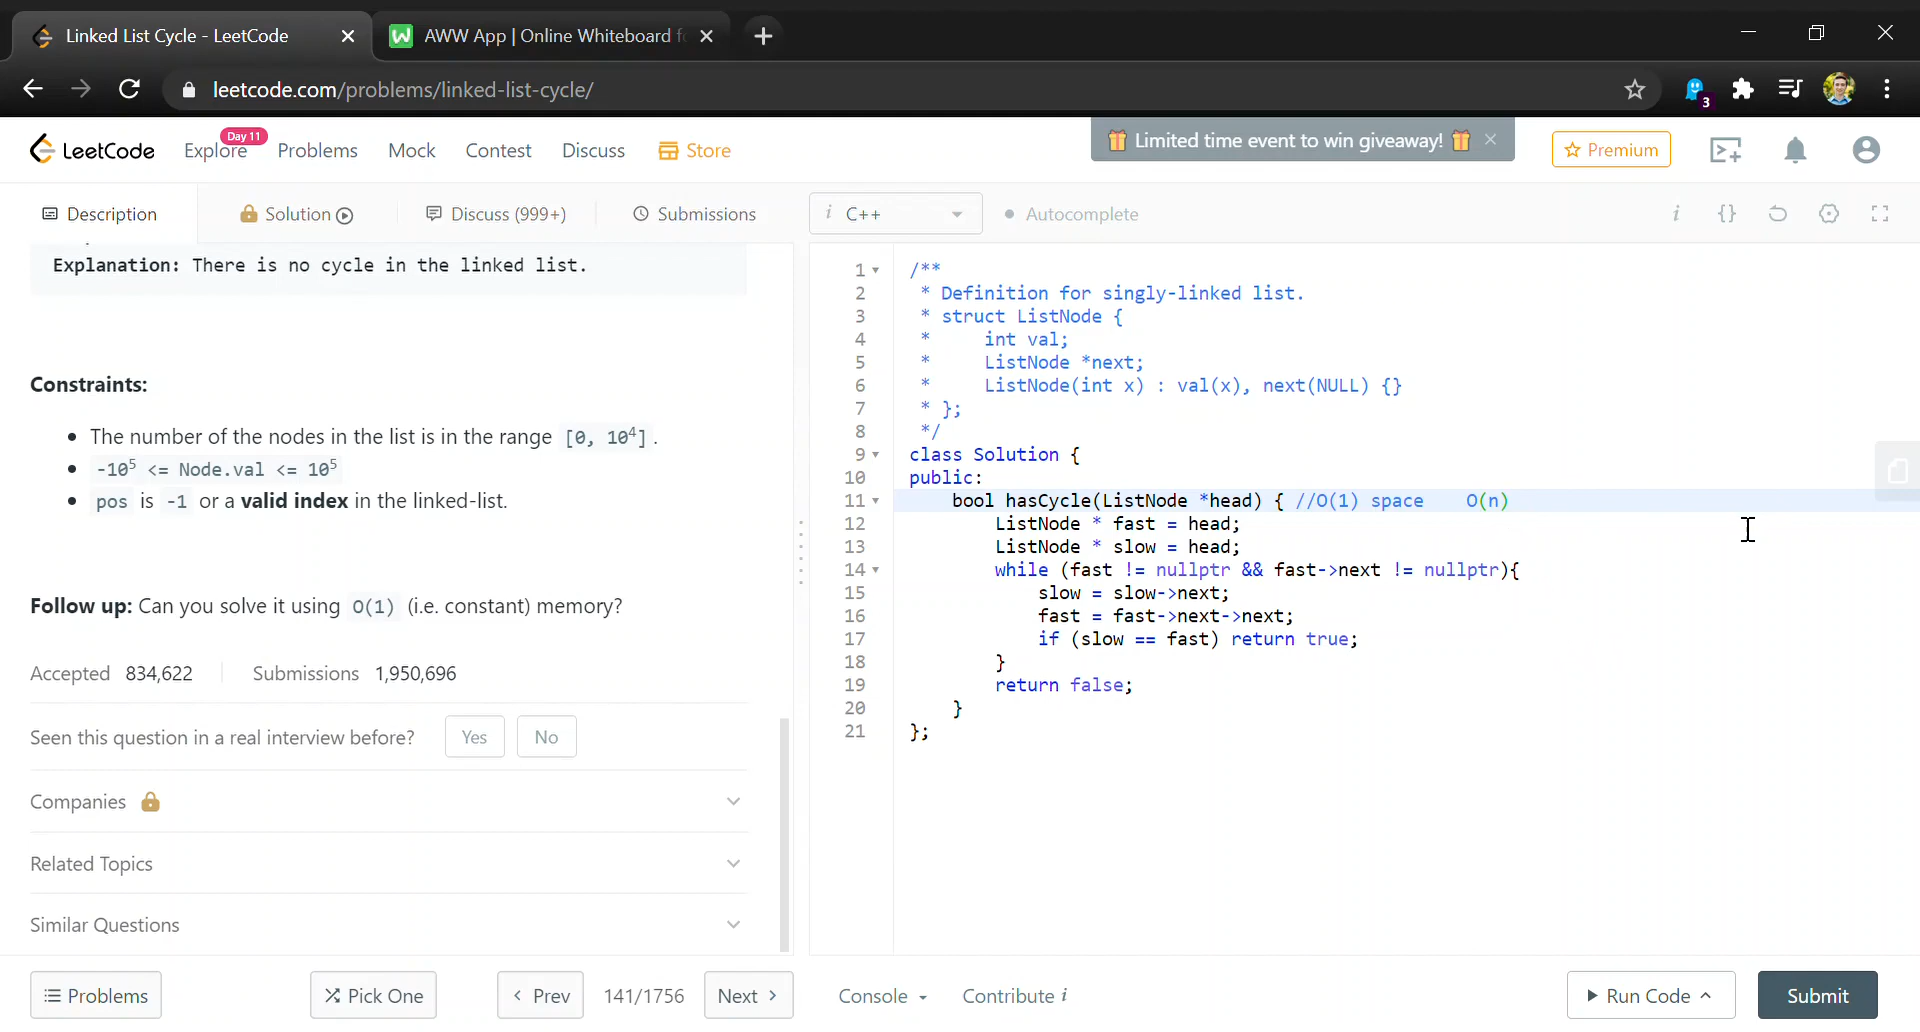 Linked List Cycle - LeetCode
AWW App | Online Whiteboard f
leetcode.com/problems/linked-list-cycle/
3
LeetCode
Explore
Day 11
Problems
Mock
Contest
Discuss
Store
Limited time event to win giveaway!
Premium
Description
Solution
Discuss (999+)
Submissions
i C++
Autocomplete
i
{}
Explanation: There is no cycle in the linked list.
Constraints:
• The number of the nodes in the list is in the range [0, 10⁴].
• -10⁵ <= Node.val <= 10⁵
• pos is -1 or a valid index in the linked-list.
Follow up: Can you solve it using O(1) (i.e. constant) memory?
Accepted 834,622
Submissions 1,950,696
Seen this question in a real interview before?
Yes
No
Companies
Related Topics
Similar Questions
1 /**
2 * Definition for singly-linked list.
3 * struct ListNode {
4 *     int val;
5 *     ListNode *next;
6 *     ListNode(int x) : val(x), next(NULL) {}
7 * };
8 */
9 class Solution {
10 public:
11     bool hasCycle(ListNode *head) { //O(1) space    O(n)
12         ListNode * fast = head;
13         ListNode * slow = head;
14         while (fast != nullptr && fast->next != nullptr){
15             slow = slow->next;
16             fast = fast->next->next;
17             if (slow == fast) return true;
18         }
19         return false;
20     }
21 };
Problems
Pick One
Prev
141/1756
Next
Console
Contribute i
Run Code
Submit